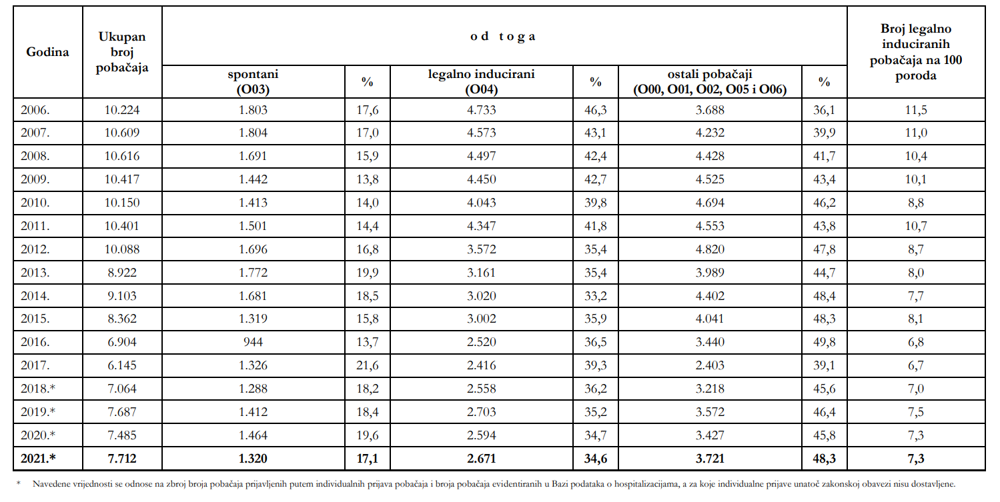 Godina Ukupan broj pobačaja o d t o g a Broj legalno induciranih pobačaja na 100 poroda
spontani (O03) % legalno inducirani (O04) % ostali pobačaji (O00, O01, O02, O05 i O06) %
2006. 10.224 1.803 17,6 4.733 46,3 3.688 36,1 11,5
2007. 10.609 1.804 17,0 4.573 43,1 4.232 39,9 11,0
2008. 10.616 1.691 15,9 4.497 42,4 4.428 41,7 10,4
2009. 10.417 1.442 13,8 4.450 42,7 4.525 43,4 10,1
2010. 10.150 1.413 14,0 4.043 39,8 4.694 46,2 8,8
2011. 10.401 1.501 14,4 4.347 41,8 4.553 43,8 10,7
2012. 10.088 1.696 16,8 3.572 35,4 4.820 47,8 8,7
2013. 8.922 1.772 19,9 3.161 35,4 3.989 44,7 8,0
2014. 9.103 1.681 18,5 3.020 33,2 4.402 48,4 7,7
2015. 8.362 1.319 15,8 3.002 35,9 4.041 48,3 8,1
2016. 6.904 944 13,7 2.520 36,5 3.440 49,8 6,8
2017. 6.145 1.326 21,6 2.416 39,3 2.403 39,1 6,7
2018.* 7.064 1.288 18,2 2.558 36,2 3.218 45,6 7,0
2019.* 7.687 1.412 18,4 2.703 35,2 3.572 46,4 7,5
2020.* 7.485 1.464 19,6 2.594 34,7 3.427 45,8 7,3
2021.* 7.712 1.320 17,1 2.671 34,6 3.721 48,3 7,3
* Navedene vrijednosti se odnose na zbroj broja pobačaja prijavljenih putem individualnih prijava pobačaja i broja pobačaja evidentiranih u Bazi podataka o hospitalizacijama, a za koje individualne prijave unatoč zakonskoj obavezi nisu dostavljene.